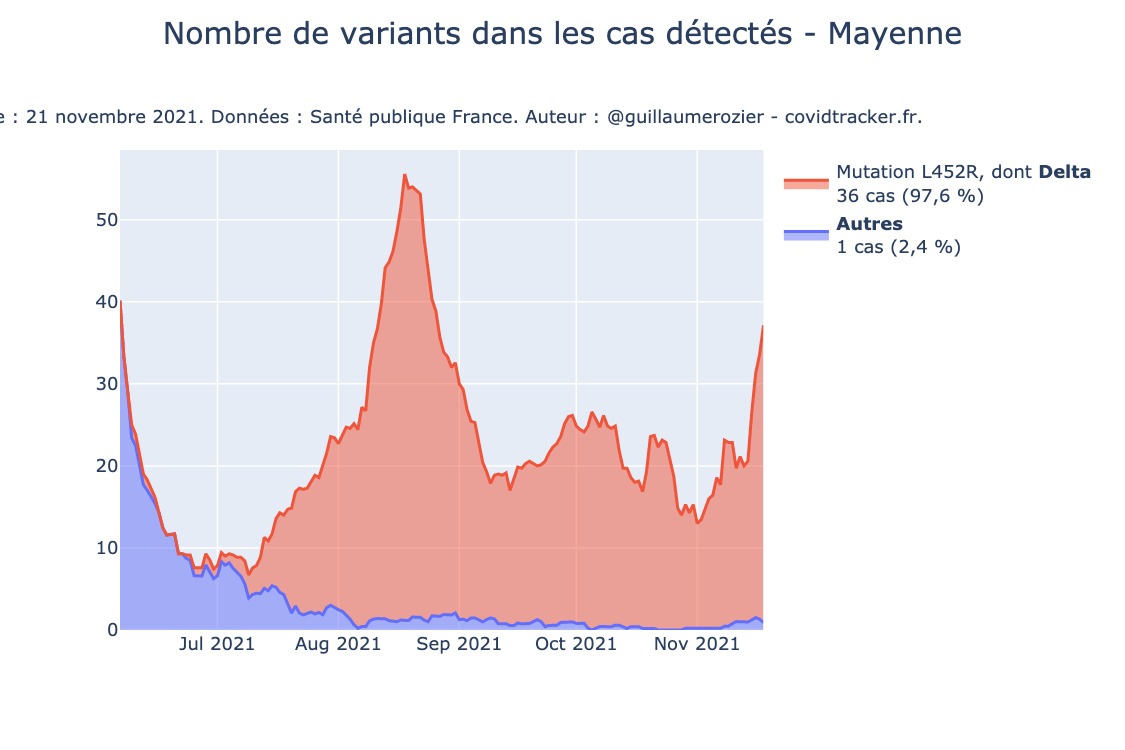 Nombre de variants dans les cas détectés - Mayenne
: 21 novembre 2021. Données : Santé publique France. Auteur : @guillaumerozier - covidtracker.fr.
Mutation L452R, dont Delta
36 cas (97,6 %)
Autres
1 cas (2,4 %)
50
40
30
20
10
0
Jul 2021 Aug 2021 Sep 2021 Oct 2021 Nov 2021